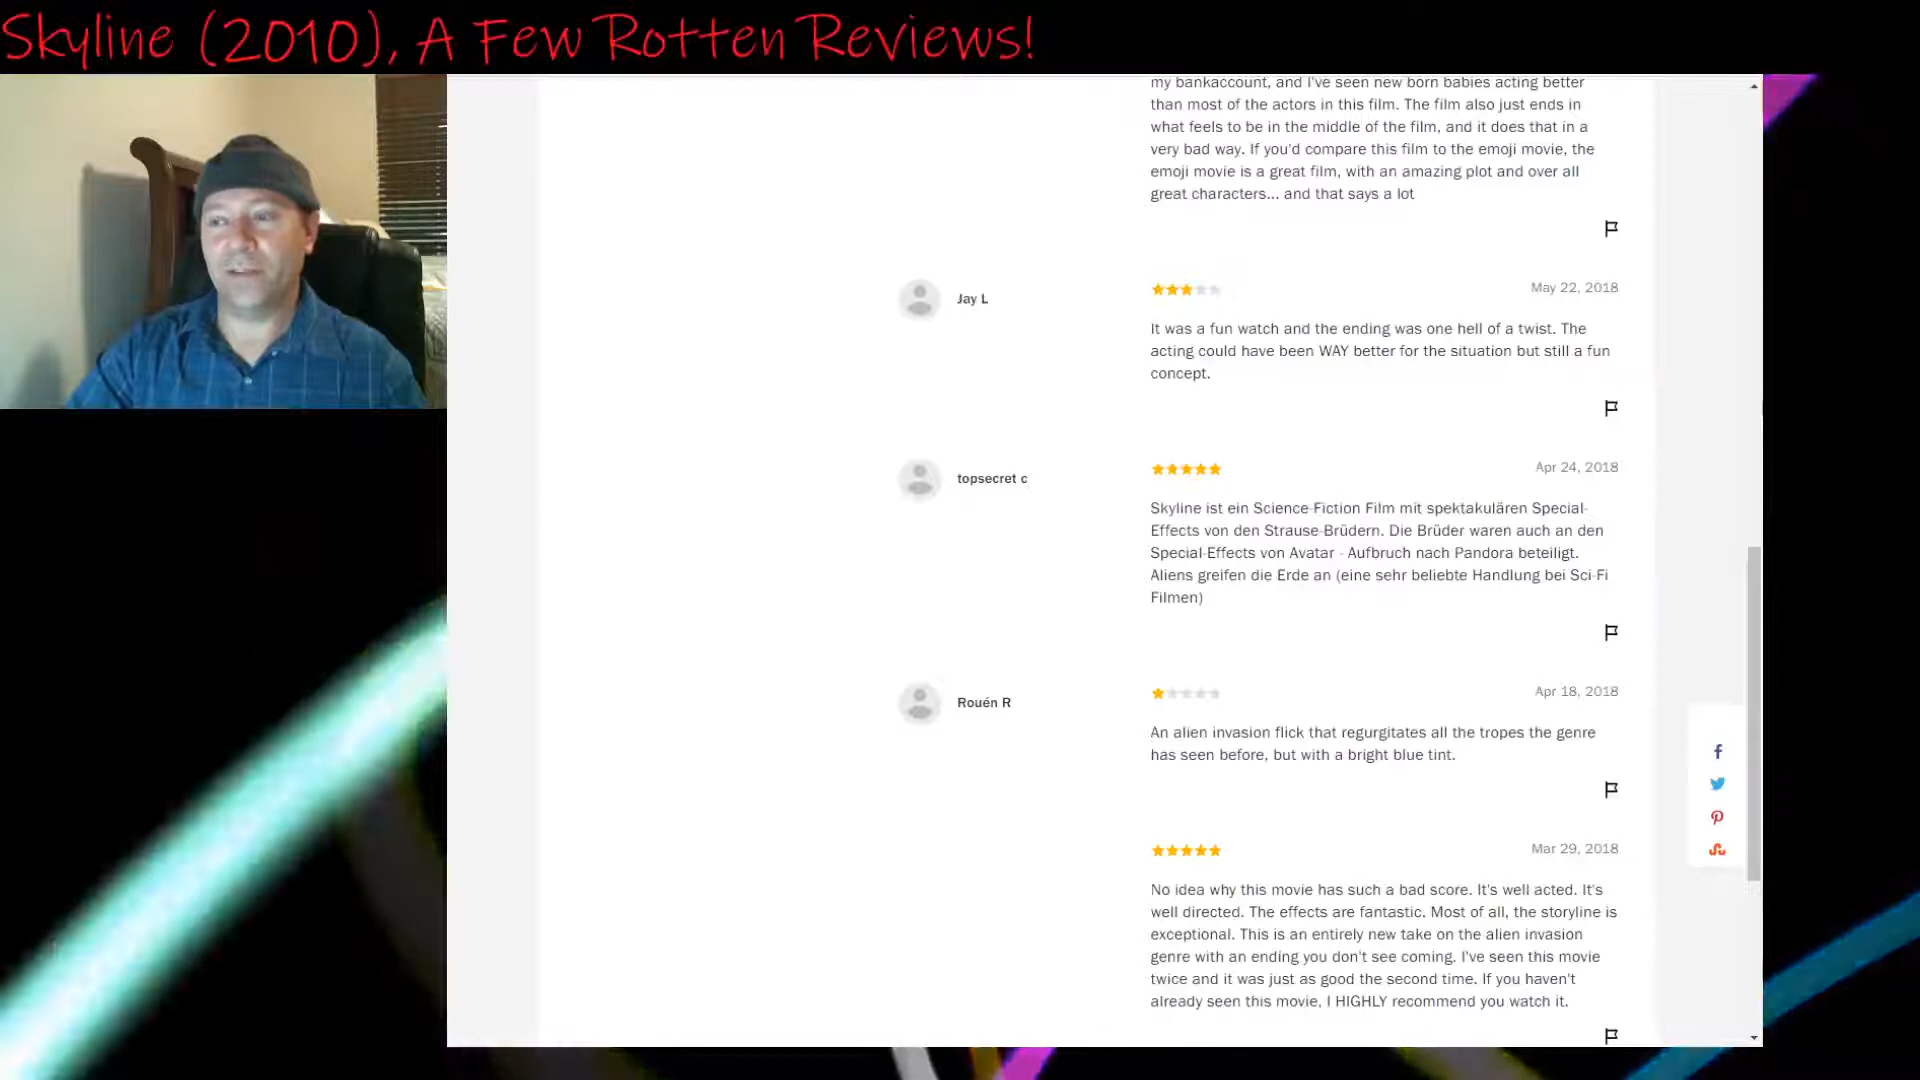 Skyline (2010), A Few Rotten Reviews!
my bankaccount, and I've seen new born babies acting better
than most of the actors in this film. The film also just ends in
what feels to be in the middle of the film, and it does that in a
very bad way. If you'd compare this film to the emoji movie, the
emoji movie is a great film, with an amazing plot and over all
great characters... and that says a lot
Jay L
May 22, 2018
It was a fun watch and the ending was one hell of a twist. The
acting could have been WAY better for the situation but still a fun
concept.
topsecret c
Apr 24, 2018
Skyline ist ein Science-Fiction Film mit spektakulären Special-
Effects von den Strause-Brüdern. Die Brüder waren auch an den
Special-Effects von Avatar - Aufbruch nach Pandora beteiligt.
Aliens greifen die Erde an (eine sehr beliebte Handlung bei Sci-Fi
Filmen)
Rouén R
Apr 18, 2018
An alien invasion flick that regurgitates all the tropes the genre
has seen before, but with a bright blue tint.
Mar 29, 2018
No idea why this movie has such a bad score. It's well acted. It's
well directed. The effects are fantastic. Most of all, the storyline is
exceptional. This is an entirely new take on the alien invasion
genre with an ending you don't see coming. I've seen this movie
twice and it was just as good the second time. If you haven't
already seen this movie, I HIGHLY recommend you watch it.